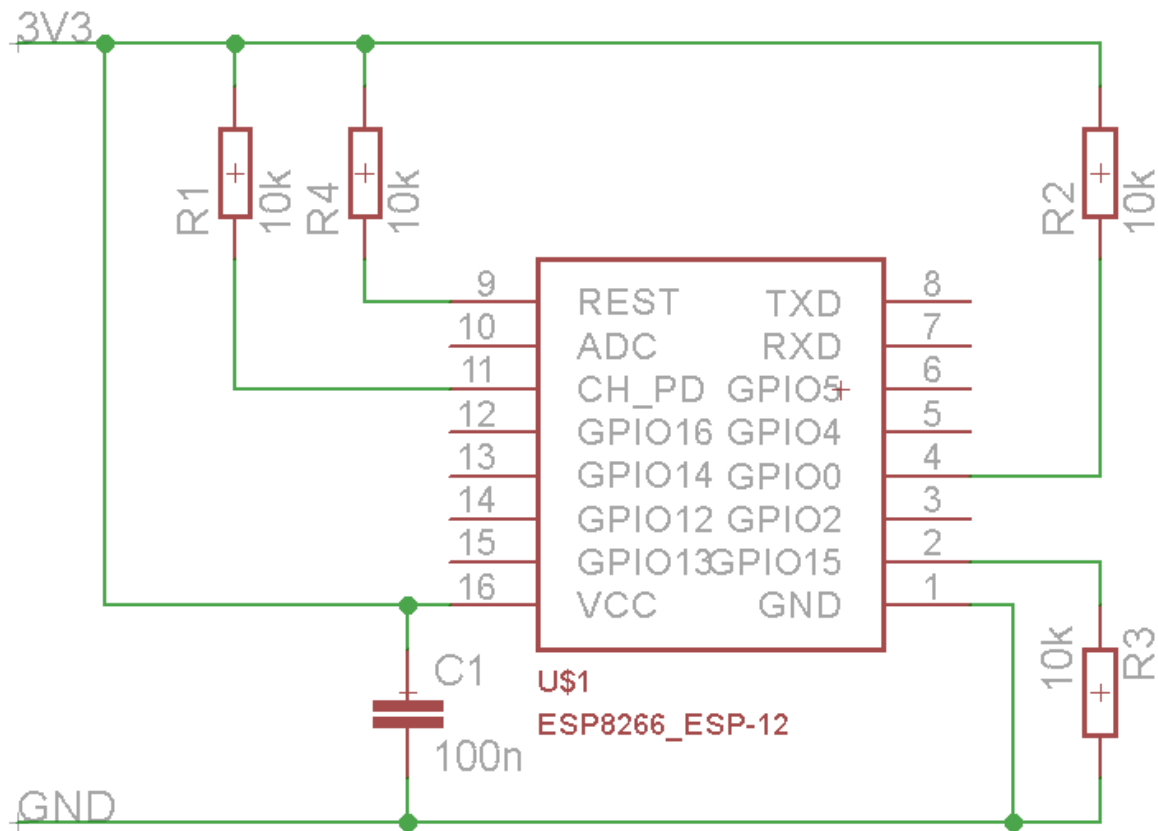 3V3
R1
10k
R4
10k
R2
10k
9
REST
TXD
8
10
ADC
RXD
7
11
CH_PD
GPIO5
6
12
GPIO16
GPIO4
5
13
GPIO14
GPIO0
4
14
GPIO12
GPIO2
3
15
GPIO13
GPIO15
2
16
VCC
GND
1
C1
100n
U$1
ESP8266_ESP-12
10k
R3
GND